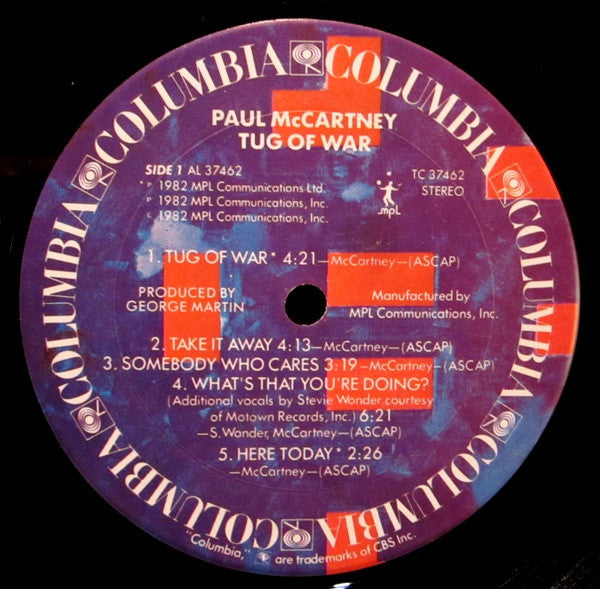 COLUMBIA COLUMBIA COLUMBIA COLUMBIA COLUMBIA COLUMBIA COLUMBIA COLUMBIA
PAUL McCARTNEY
TUG OF WAR
SIDE 1 AL 37462
TC 37462
* ℗ 1982 MPL Communications Ltd.
STEREO
℗ 1982 MPL Communications, Inc.
© 1982 MPL Communications, Inc.
mpL
1. TUG OF WAR* 4:21—McCartney—(ASCAP)
PRODUCED BY
GEORGE MARTIN
Manufactured by
MPL Communications, Inc.
2. TAKE IT AWAY 4:13—McCartney—(ASCAP)
3. SOMEBODY WHO CARES 3:19—McCartney—(ASCAP)
4. WHAT'S THAT YOU'RE DOING?
(Additional vocals by Stevie Wonder courtesy
of Motown Records, Inc.) 6:21
—S. Wonder, McCartney—(ASCAP)
5. HERE TODAY* 2:26
—McCartney—(ASCAP)
"Columbia," are trademarks of CBS Inc.